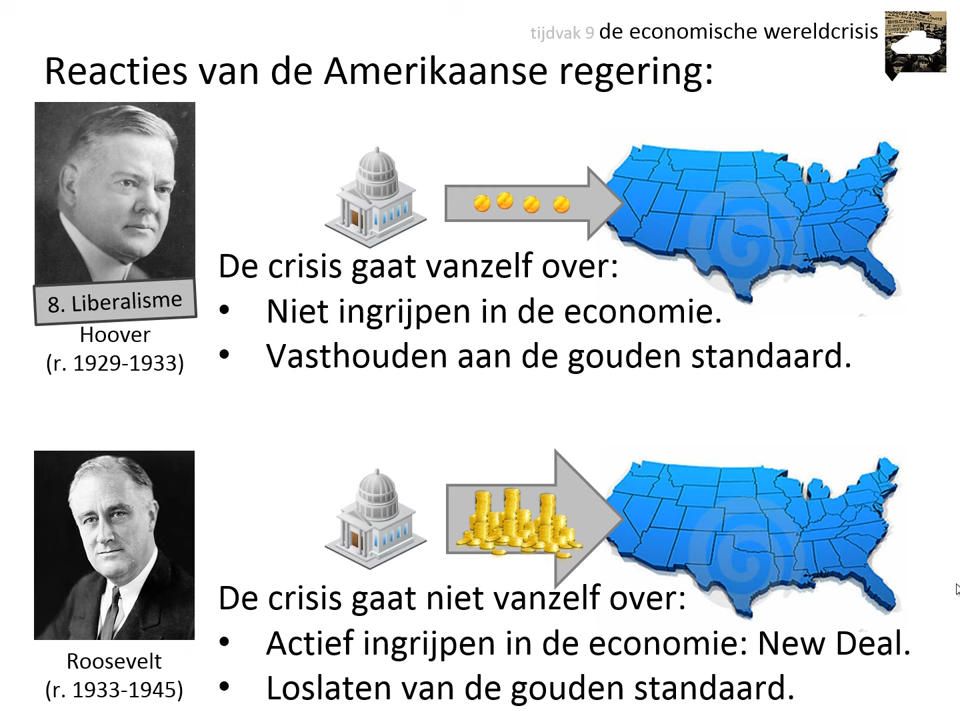 tijdvak 9 de economische wereldcrisis
Reacties van de Amerikaanse regering:
8. Liberalisme
Hoover
(r. 1929-1933)
De crisis gaat vanzelf over:
• Niet ingrijpen in de economie.
• Vasthouden aan de gouden standaard.
Roosevelt
(r. 1933-1945)
De crisis gaat niet vanzelf over:
• Actief ingrijpen in de economie: New Deal.
• Loslaten van de gouden standaard.